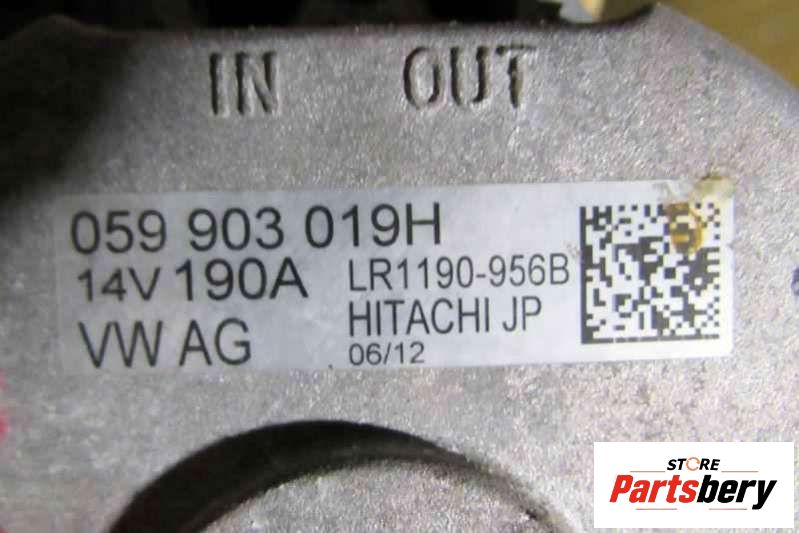 IN OUT
059 903 019H
14V 190A LR1190-956B
VW AG HITACHI JP
06/12
STORE
Partsbery